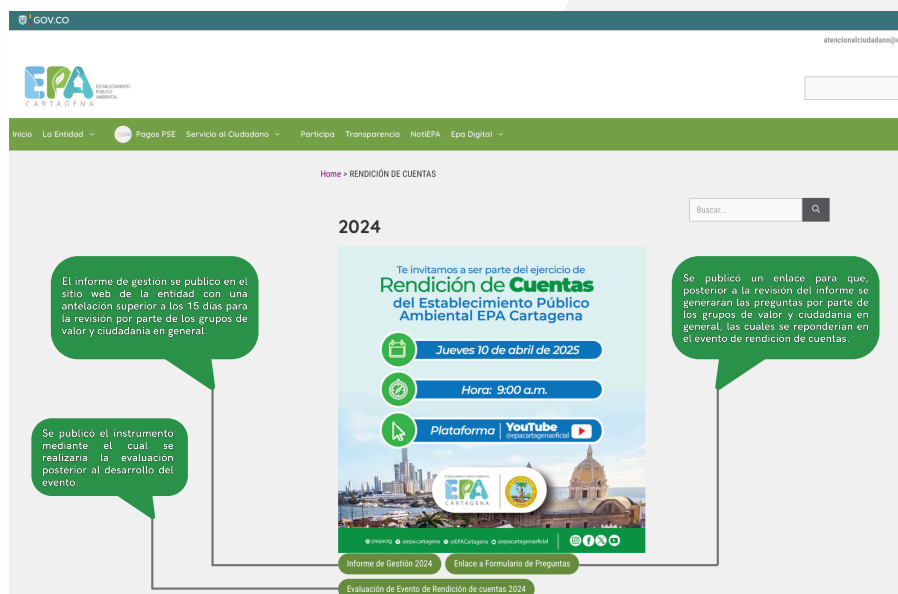 GOV.CO
atencionalciudadano@e
EPA
ESTABLECIMIENTO
PÚBLICO
AMBIENTAL
CARTAGENA
Inicio La Entidad Pagos PSE Servicio al Ciudadano Participa Transparencia NotiEPA Epa Digital
Home > RENDICIÓN DE CUENTAS
Buscar...
2024
El informe de gestión se publico en el
sitio web de la entidad con una
antelación superior a los 15 días para
la revisión por parte de los grupos de
valor y ciudadania en general.
Se publicó el instrumento
mediante el cual se
realizaría la evaluación
posterior al desarrollo del
evento.
Te invitamos a ser parte del ejercicio de
Rendición de Cuentas
del Establecimiento Público
Ambiental EPA Cartagena
Jueves 10 de abril de 2025
Hora: 9:00 a.m.
Plataforma | YouTube
@epacartagenaoficial
EPA
CARTAGENA
@epactg @epa.cartagena @EPACartagena @epacartagenaoficial
Se publicó un enlace para que,
posterior a la revisión del informe se
generaran las preguntas por parte de
los grupos de valor y ciudadania en
general, las cuales se reponderian en
el evento de rendición de cuentas.
Informe de Gestión 2024 Enlace a Formulario de Preguntas
Evaluación de Evento de Rendición de cuentas 2024